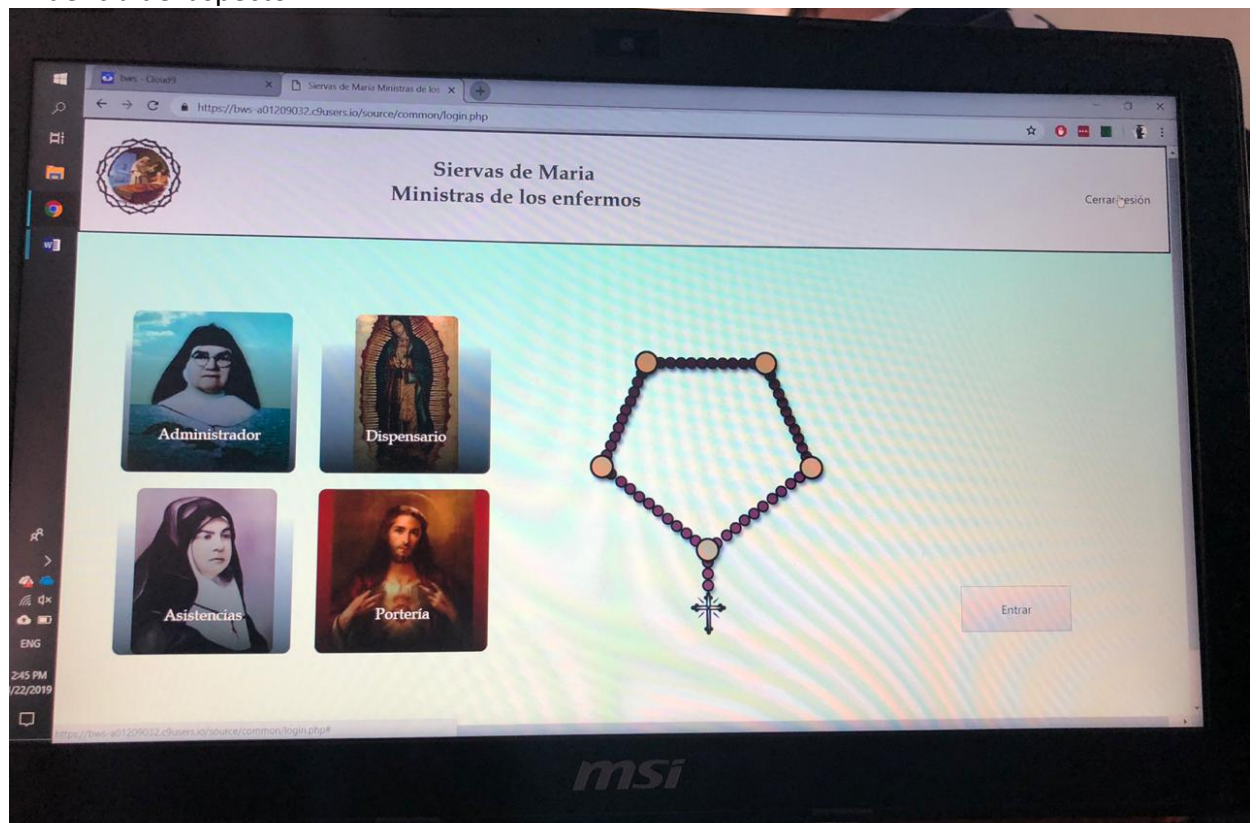 bws - Cloud9
Siervas de Maria Ministras de los
https://bws-a01209032.c9users.io/source/common/login.php
Siervas de Maria
Ministras de los enfermos
Cerrar sesión
Administrador
Dispensario
Asistencias
Portería
Entrar
ENG
2:45 PM
/22/2019
https://bws-a01209032.c9users.io/source/common/login.php#
msi